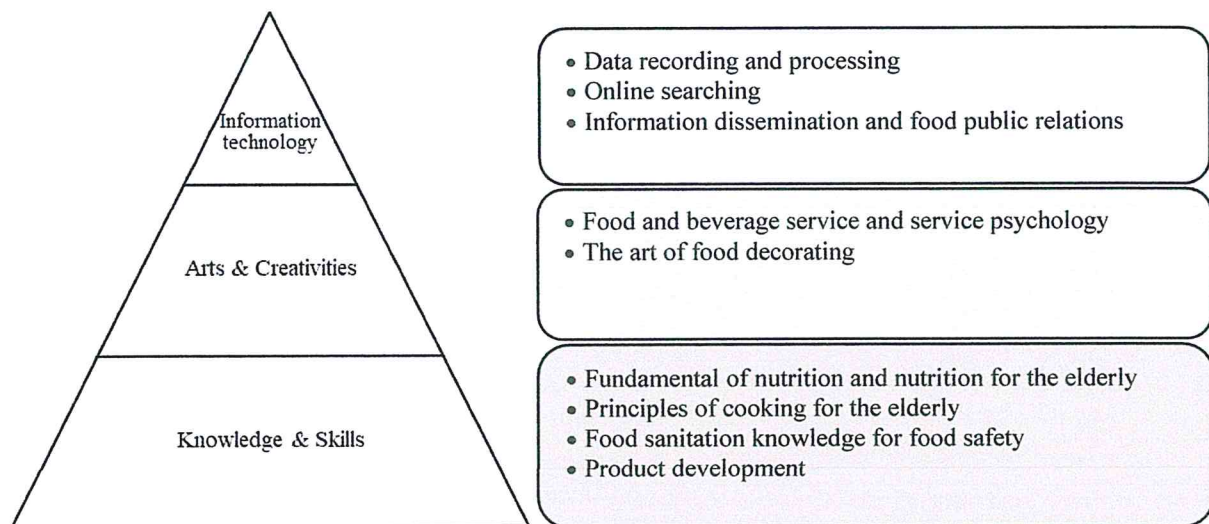 Information
technology
• Data recording and processing
• Online searching
• Information dissemination and food public relations
Arts & Creativities
• Food and beverage service and service psychology
• The art of food decorating
Knowledge & Skills
• Fundamental of nutrition and nutrition for the elderly
• Principles of cooking for the elderly
• Food sanitation knowledge for food safety
• Product development